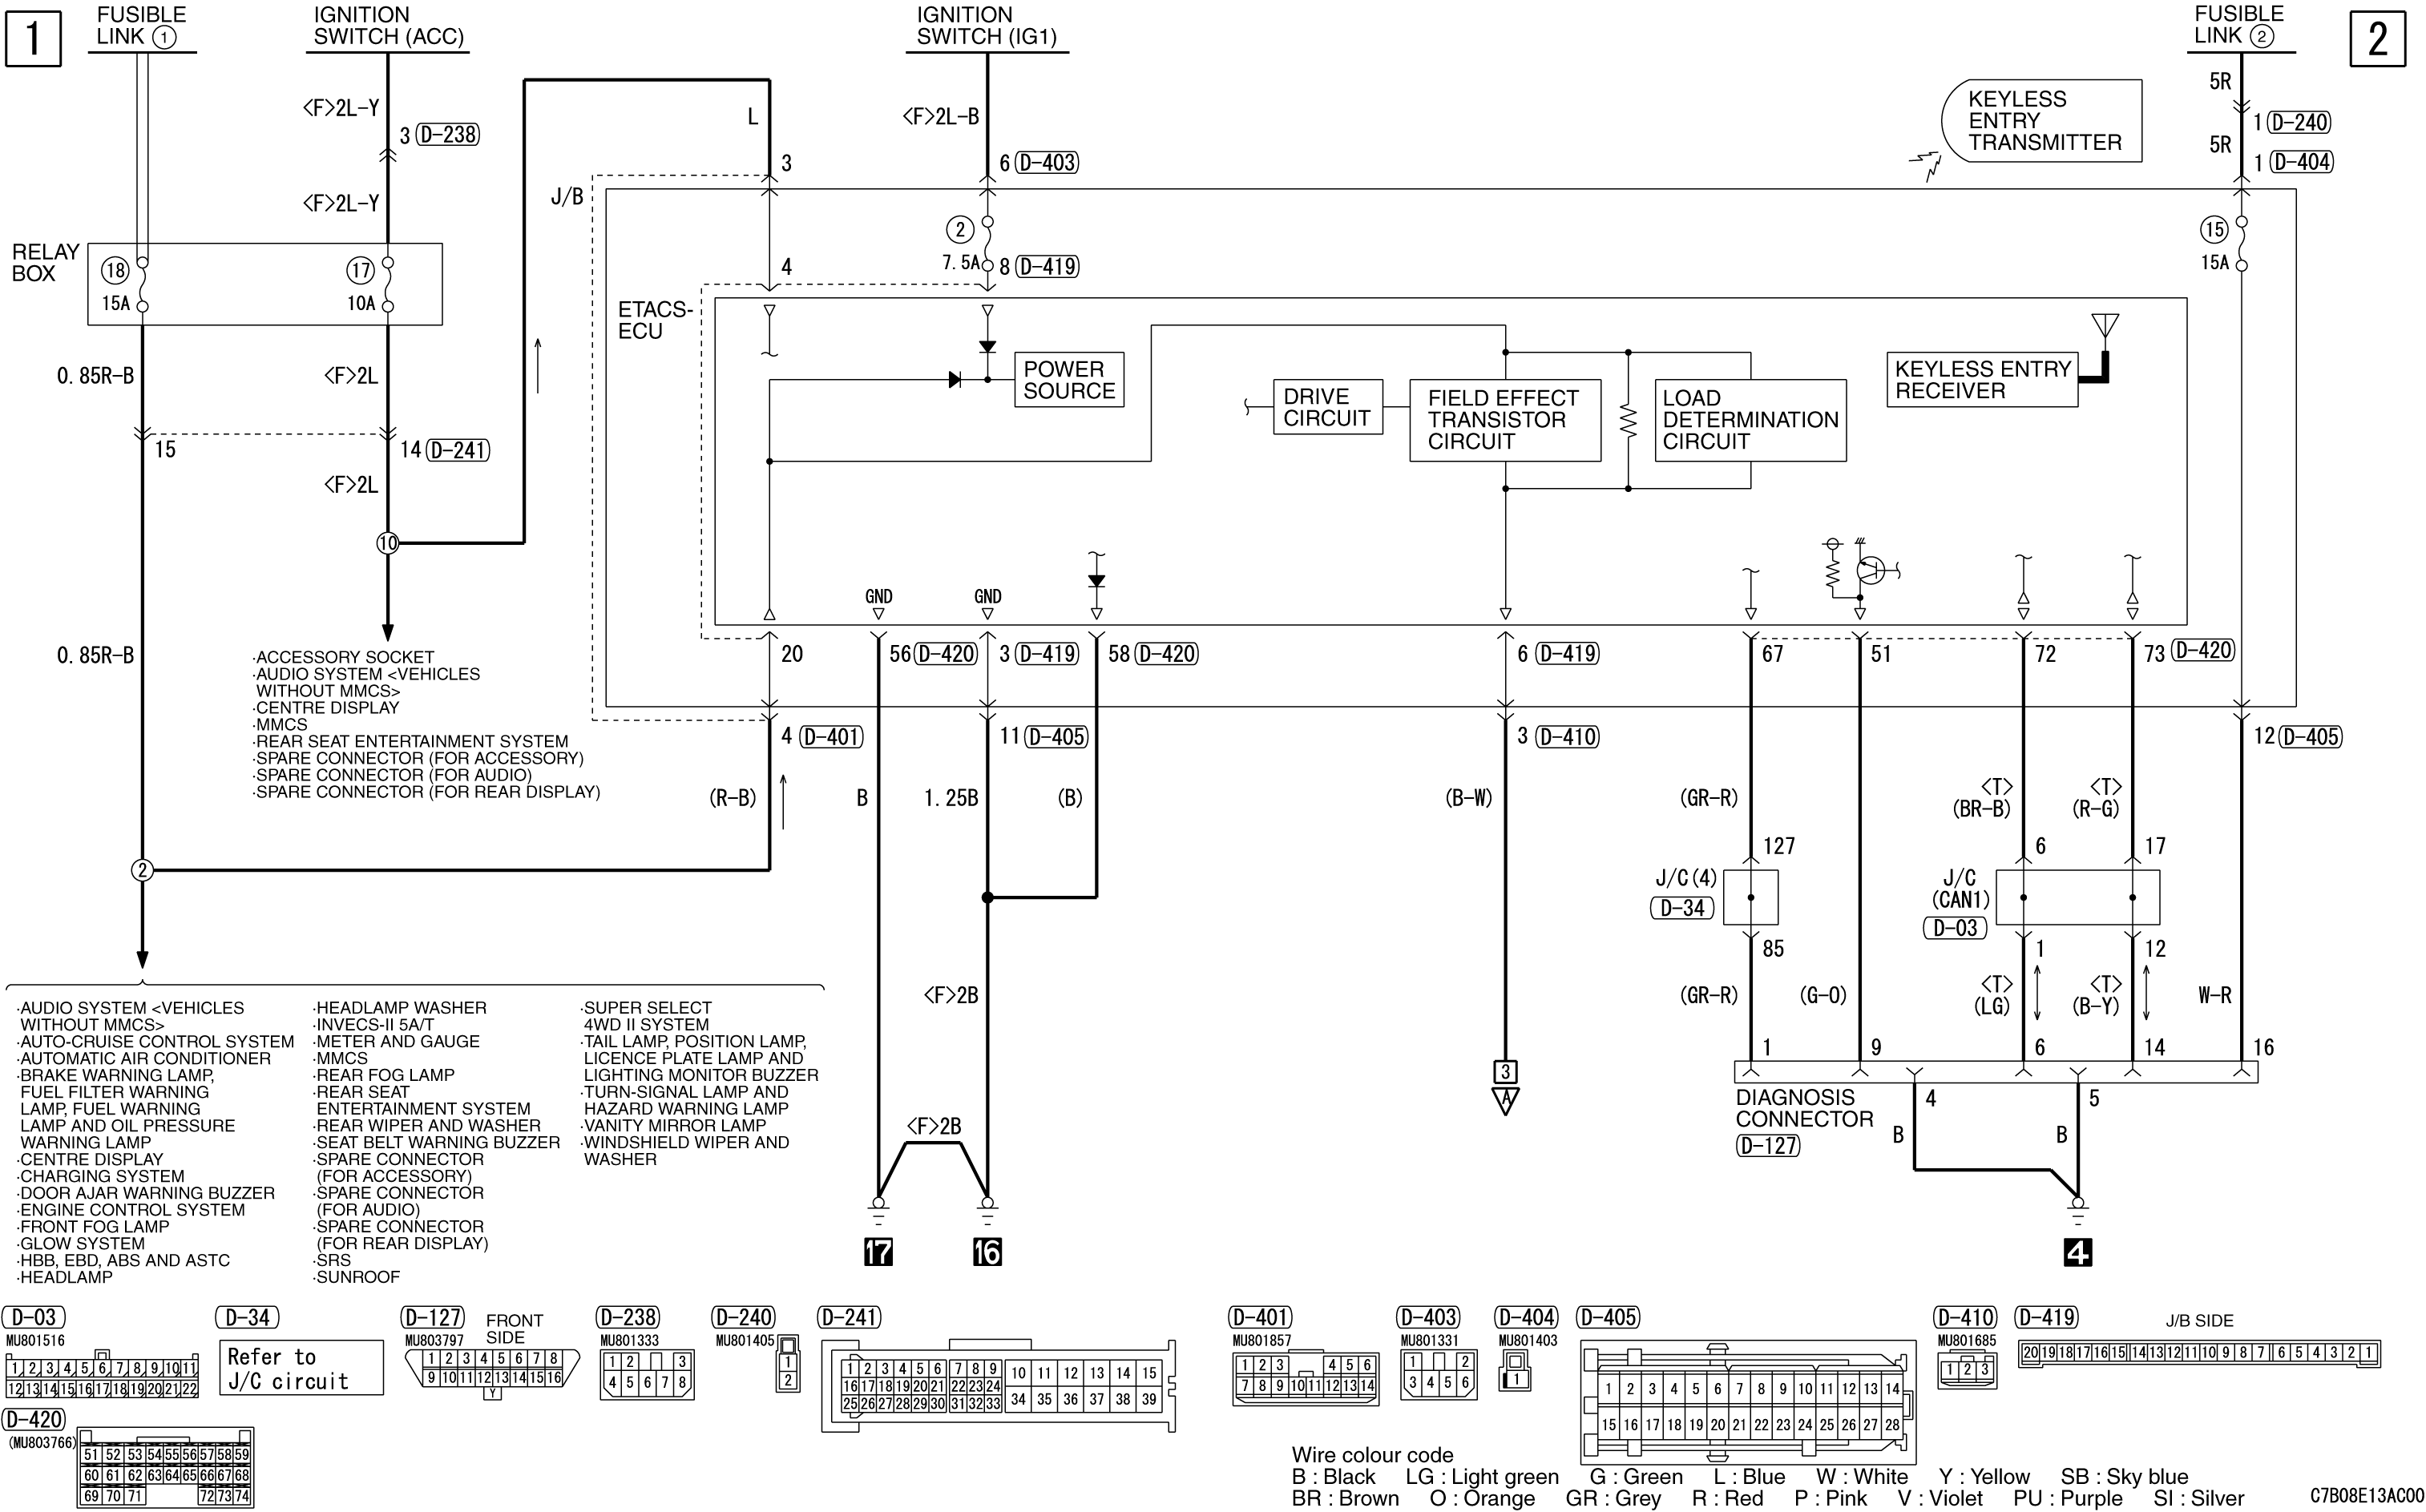 1
FUSIBLE
LINK ①
IGNITION
SWITCH (ACC)
IGNITION
SWITCH (IG1)
FUSIBLE
LINK ②
2
<F>2L-Y
3 D-238
<F>2L-Y
L
3
<F>2L-B
6 D-403
KEYLESS
ENTRY
TRANSMITTER
5R
1 D-240
5R
1 D-404
J/B
RELAY
BOX
18
15A
17
10A
4
2
7.5A
8 D-419
15
15A
ETACS-
ECU
POWER
SOURCE
DRIVE
CIRCUIT
FIELD EFFECT
TRANSISTOR
CIRCUIT
LOAD
DETERMINATION
CIRCUIT
KEYLESS ENTRY
RECEIVER
0.85R-B
<F>2L
15
14 D-241
<F>2L
10
GND
GND
0.85R-B
·ACCESSORY SOCKET
·AUDIO SYSTEM <VEHICLES
WITHOUT MMCS>
·CENTRE DISPLAY
·MMCS
·REAR SEAT ENTERTAINMENT SYSTEM
·SPARE CONNECTOR (FOR ACCESSORY)
·SPARE CONNECTOR (FOR AUDIO)
·SPARE CONNECTOR (FOR REAR DISPLAY)
20
56 D-420
3 D-419
58 D-420
6 D-419
67
51
72
73 D-420
4 D-401
11 D-405
3 D-410
12 D-405
(R-B)
B
1.25B
(B)
(B-W)
(GR-R)
<T>
(BR-B)
<T>
(R-G)
127
6
17
2
J/C(4)
D-34
J/C
(CAN1)
D-03
85
1
12
<F>2B
(GR-R)
(G-O)
<T>
(LG)
<T>
(B-Y)
W-R
1
9
6
14
16
3
A
DIAGNOSIS
CONNECTOR
D-127
4
5
B
B
<F>2B
17
16
4
·AUDIO SYSTEM <VEHICLES
WITHOUT MMCS>
·AUTO-CRUISE CONTROL SYSTEM
·AUTOMATIC AIR CONDITIONER
·BRAKE WARNING LAMP,
FUEL FILTER WARNING
LAMP, FUEL WARNING
LAMP AND OIL PRESSURE
WARNING LAMP
·CENTRE DISPLAY
·CHARGING SYSTEM
·DOOR AJAR WARNING BUZZER
·ENGINE CONTROL SYSTEM
·FRONT FOG LAMP
·GLOW SYSTEM
·HBB, EBD, ABS AND ASTC
·HEADLAMP
·HEADLAMP WASHER
·INVECS-II 5A/T
·METER AND GAUGE
·MMCS
·REAR FOG LAMP
·REAR SEAT
ENTERTAINMENT SYSTEM
·REAR WIPER AND WASHER
·SEAT BELT WARNING BUZZER
·SPARE CONNECTOR
(FOR ACCESSORY)
·SPARE CONNECTOR
(FOR AUDIO)
·SPARE CONNECTOR
(FOR REAR DISPLAY)
·SRS
·SUNROOF
·SUPER SELECT
4WD II SYSTEM
·TAIL LAMP, POSITION LAMP,
LICENCE PLATE LAMP AND
LIGHTING MONITOR BUZZER
·TURN-SIGNAL LAMP AND
HAZARD WARNING LAMP
·VANITY MIRROR LAMP
·WINDSHIELD WIPER AND
WASHER
D-03
MU801516
1 2 3 4 5 6 7 8 9 10 11
12 13 14 15 16 17 18 19 20 21 22
D-34
Refer to
J/C circuit
D-127
MU803797
FRONT
SIDE
1 2 3 4 5 6 7 8
9 10 11 12 13 14 15 16
Y
D-238
MU801333
1 2 3
4 5 6 7 8
D-240
MU801405
1
2
D-241
1 2 3 4 5 6 7 8 9 10 11 12 13 14 15
16 17 18 19 20 21 22 23 24
25 26 27 28 29 30 31 32 33 34 35 36 37 38 39
D-401
MU801857
1 2 3 4 5 6
7 8 9 10 11 12 13 14
D-403
MU801331
1 2
3 4 5 6
D-404
MU801403
1
D-405
1 2 3 4 5 6 7 8 9 10 11 12 13 14
15 16 17 18 19 20 21 22 23 24 25 26 27 28
D-410
MU801685
1 2 3
D-419
J/B SIDE
20 19 18 17 16 15 14 13 12 11 10 9 8 7 6 5 4 3 2 1
D-420
(MU803766)
51 52 53 54 55 56 57 58 59
60 61 62 63 64 65 66 67 68
69 70 71 72 73 74
Wire colour code
B : Black LG : Light green G : Green L : Blue W : White Y : Yellow SB : Sky blue
BR : Brown O : Orange GR : Grey R : Red P : Pink V : Violet PU : Purple SI : Silver
C7B08E13AC00